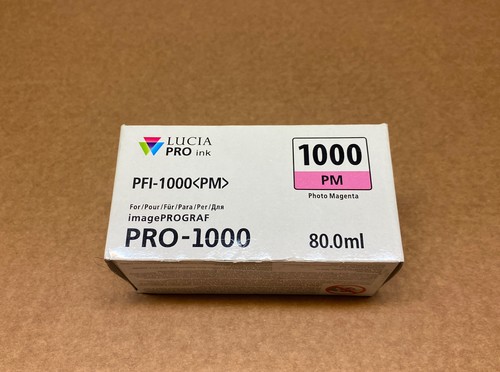 LUCIA
PRO ink
PFI-1000<PM>
For/Pour/Für/Para/Per/Для
imagePROGRAF
PRO-1000
1000
PM
Photo Magenta
80.0ml